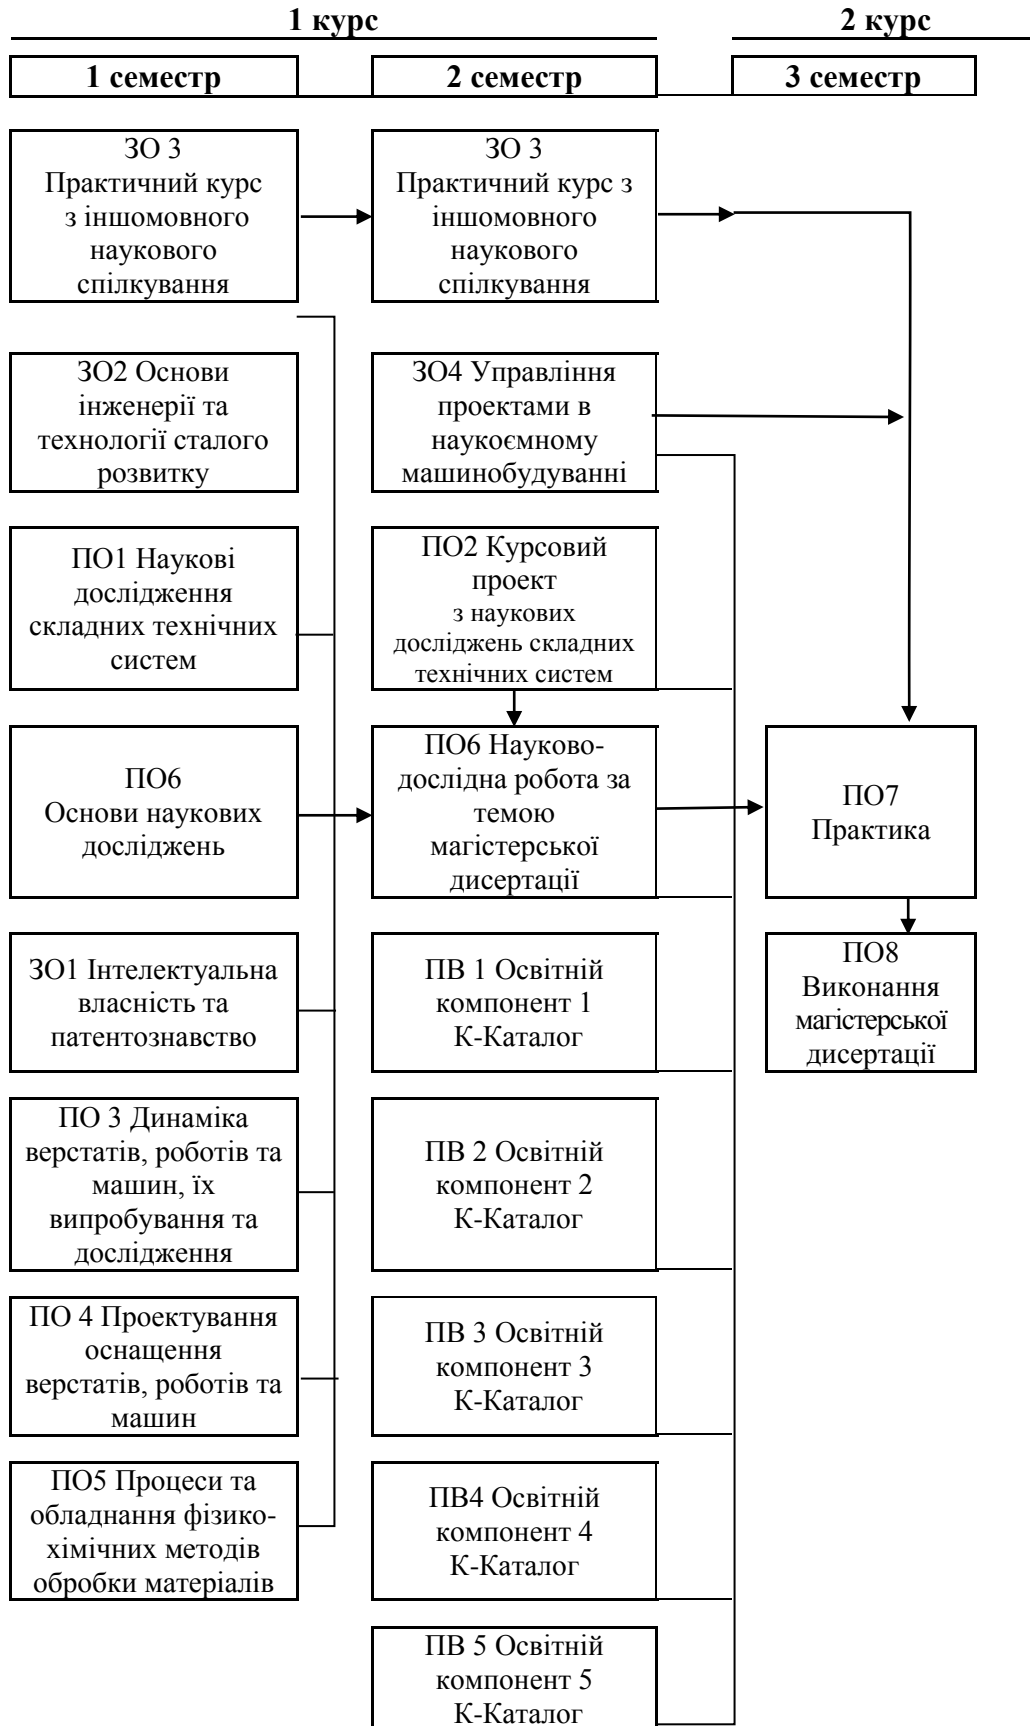 1 курс
2 курс
1 семестр
2 семестр
3 семестр
ЗО 3
Практичний курс
з іншомовного
наукового
спілкування
ЗО 3
Практичний курс з
іншомовного
наукового
спілкування
ЗО2 Основи
інженерії та
технології сталого
розвитку
ЗО4 Управління
проектами в
наукоємному
машинобудуванні
ПО1 Наукові
дослідження
складних технічних
систем
ПО2 Курсовий
проект
з наукових
досліджень складних
технічних систем
ПО6
Основи наукових
досліджень
ПО6 Науково-
дослідна робота за
темою
магістерської
дисертації
ПО7
Практика
ЗО1 Інтелектуальна
власність та
патентознавство
ПВ 1 Освітній
компонент 1
К-Каталог
ПО8
Виконання
магістерської
дисертації
ПО 3 Динаміка
верстатів, роботів та
машин, їх
випробування та
дослідження
ПВ 2 Освітній
компонент 2
К-Каталог
ПО 4 Проектування
оснащення
верстатів, роботів та
машин
ПВ 3 Освітній
компонент 3
К-Каталог
ПО5 Процеси та
обладнання фізико-
хімічних методів
обробки матеріалів
ПВ4 Освітній
компонент 4
К-Каталог
ПВ 5 Освітній
компонент 5
К-Каталог